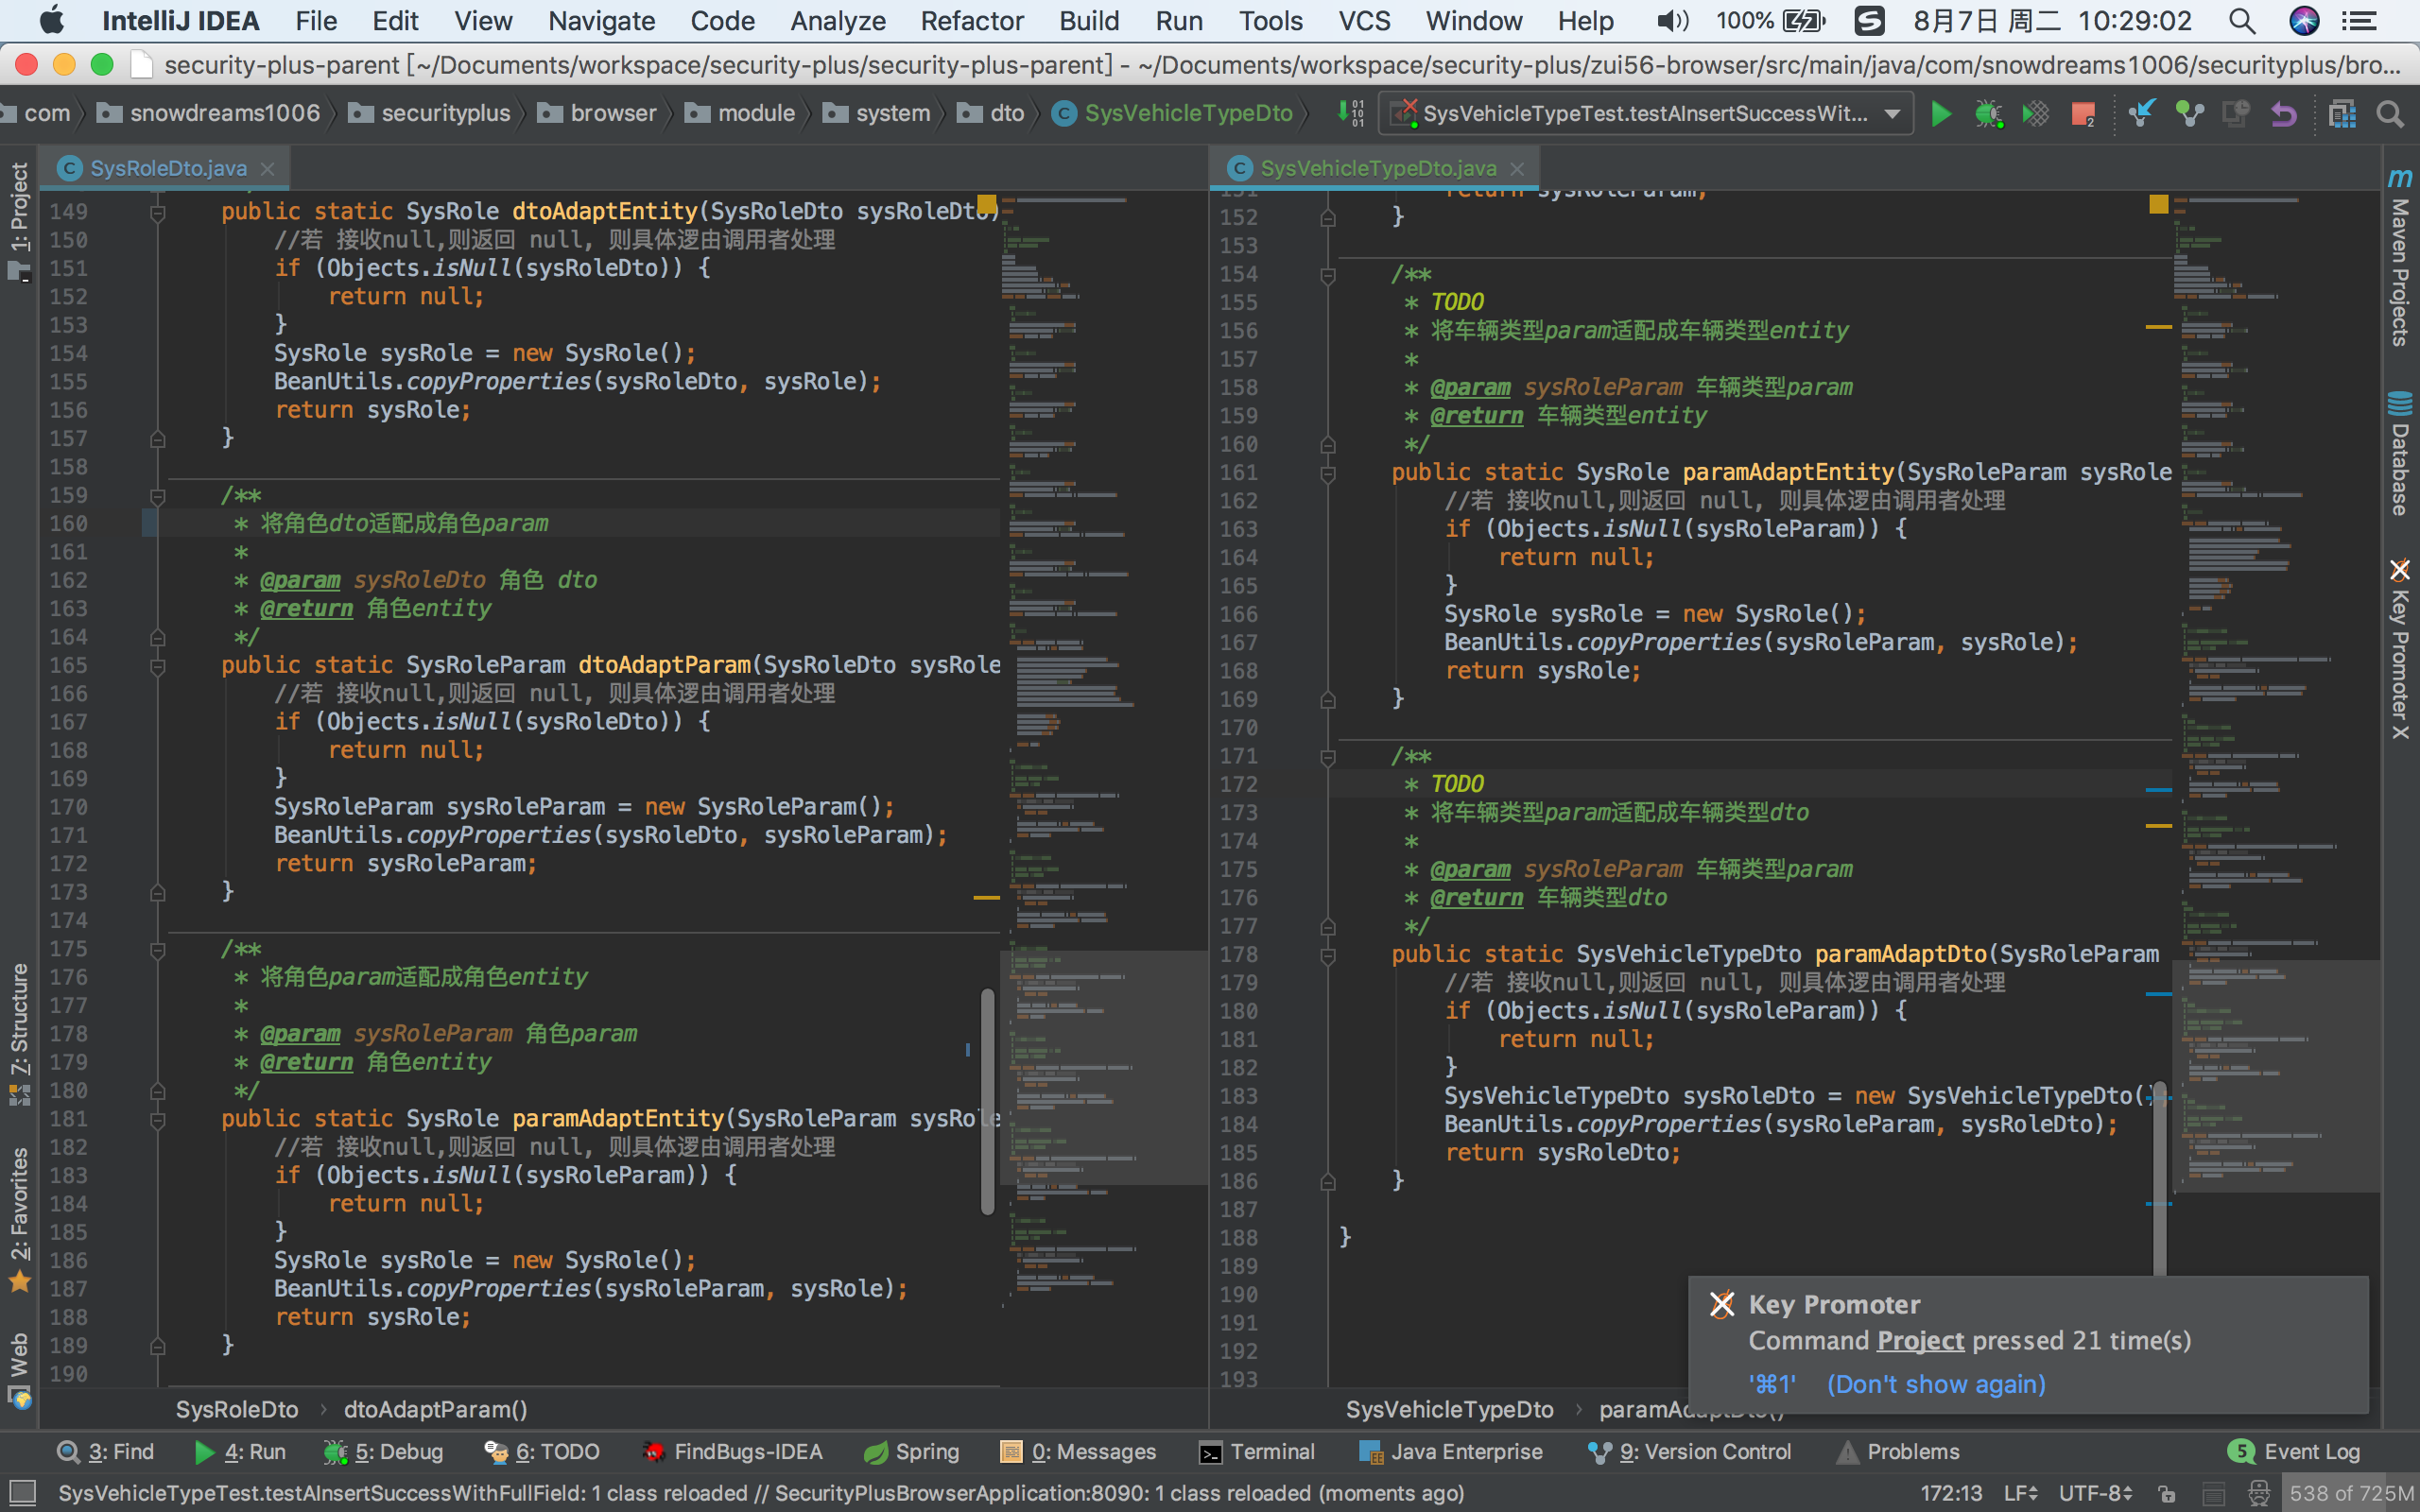 IntelliJ IDEA File Edit View Navigate Code Analyze Refactor Build Run Tools VCS Window Help 100% 8月7日 周二 10:29:02
security-plus-parent [~/Documents/workspace/security-plus/security-plus-parent] - ~/Documents/workspace/security-plus/zui56-browser/src/main/java/com/snowdreams1006/securityplus/bro...
com snowdreams1006 securityplus browser module system dto SysVehicleTypeDto SysVehicleTypeTest.testAInsertSuccessWit...
1: Project
7: Structure
2: Favorites
Web
SysRoleDto.java
149 public static SysRole dtoAdaptEntity(SysRoleDto sysRoleDto)
150 //若 接收null,则返回 null, 则具体逻由调用者处理
151 if (Objects.isNull(sysRoleDto)) {
152 return null;
153 }
154 SysRole sysRole = new SysRole();
155 BeanUtils.copyProperties(sysRoleDto, sysRole);
156 return sysRole;
157 }
158
159 /**
160 * 将角色dto适配成角色param
161 *
162 * @param sysRoleDto 角色 dto
163 * @return 角色entity
164 */
165 public static SysRoleParam dtoAdaptParam(SysRoleDto sysRole
166 //若 接收null,则返回 null, 则具体逻由调用者处理
167 if (Objects.isNull(sysRoleDto)) {
168 return null;
169 }
170 SysRoleParam sysRoleParam = new SysRoleParam();
171 BeanUtils.copyProperties(sysRoleDto, sysRoleParam);
172 return sysRoleParam;
173 }
174
175 /**
176 * 将角色param适配成角色entity
177 *
178 * @param sysRoleParam 角色param
179 * @return 角色entity
180 */
181 public static SysRole paramAdaptEntity(SysRoleParam sysRole
182 //若 接收null,则返回 null, 则具体逻由调用者处理
183 if (Objects.isNull(sysRoleParam)) {
184 return null;
185 }
186 SysRole sysRole = new SysRole();
187 BeanUtils.copyProperties(sysRoleParam, sysRole);
188 return sysRole;
189 }
190
SysRoleDto dtoAdaptParam()
SysVehicleTypeDto.java
151 return sysRoleParam;
152 }
153
154 /**
155 * TODO
156 * 将车辆类型param适配成车辆类型entity
157 *
158 * @param sysRoleParam 车辆类型param
159 * @return 车辆类型entity
160 */
161 public static SysRole paramAdaptEntity(SysRoleParam sysRole
162 //若 接收null,则返回 null, 则具体逻由调用者处理
163 if (Objects.isNull(sysRoleParam)) {
164 return null;
165 }
166 SysRole sysRole = new SysRole();
167 BeanUtils.copyProperties(sysRoleParam, sysRole);
168 return sysRole;
169 }
170
171 /**
172 * TODO
173 * 将车辆类型param适配成车辆类型dto
174 *
175 * @param sysRoleParam 车辆类型param
176 * @return 车辆类型dto
177 */
178 public static SysVehicleTypeDto paramAdaptDto(SysRoleParam
179 //若 接收null,则返回 null, 则具体逻由调用者处理
180 if (Objects.isNull(sysRoleParam)) {
181 return null;
182 }
183 SysVehicleTypeDto sysRoleDto = new SysVehicleTypeDto();
184 BeanUtils.copyProperties(sysRoleParam, sysRoleDto);
185 return sysRoleDto;
186 }
187
188 }
189
190
191
192
193
SysVehicleTypeDto paramAdaptDto()
Key Promoter
Command Project pressed 21 time(s)
'⌘1' (Don't show again)
Maven Projects
Database
Key Promoter X
3: Find 4: Run 5: Debug 6: TODO FindBugs-IDEA Spring 0: Messages Terminal Java Enterprise 9: Version Control Problems 5 Event Log
SysVehicleTypeTest.testAInsertSuccessWithFullField: 1 class reloaded // SecurityPlusBrowserApplication:8090: 1 class reloaded (moments ago) 172:13 LF UTF-8 538 of 725M